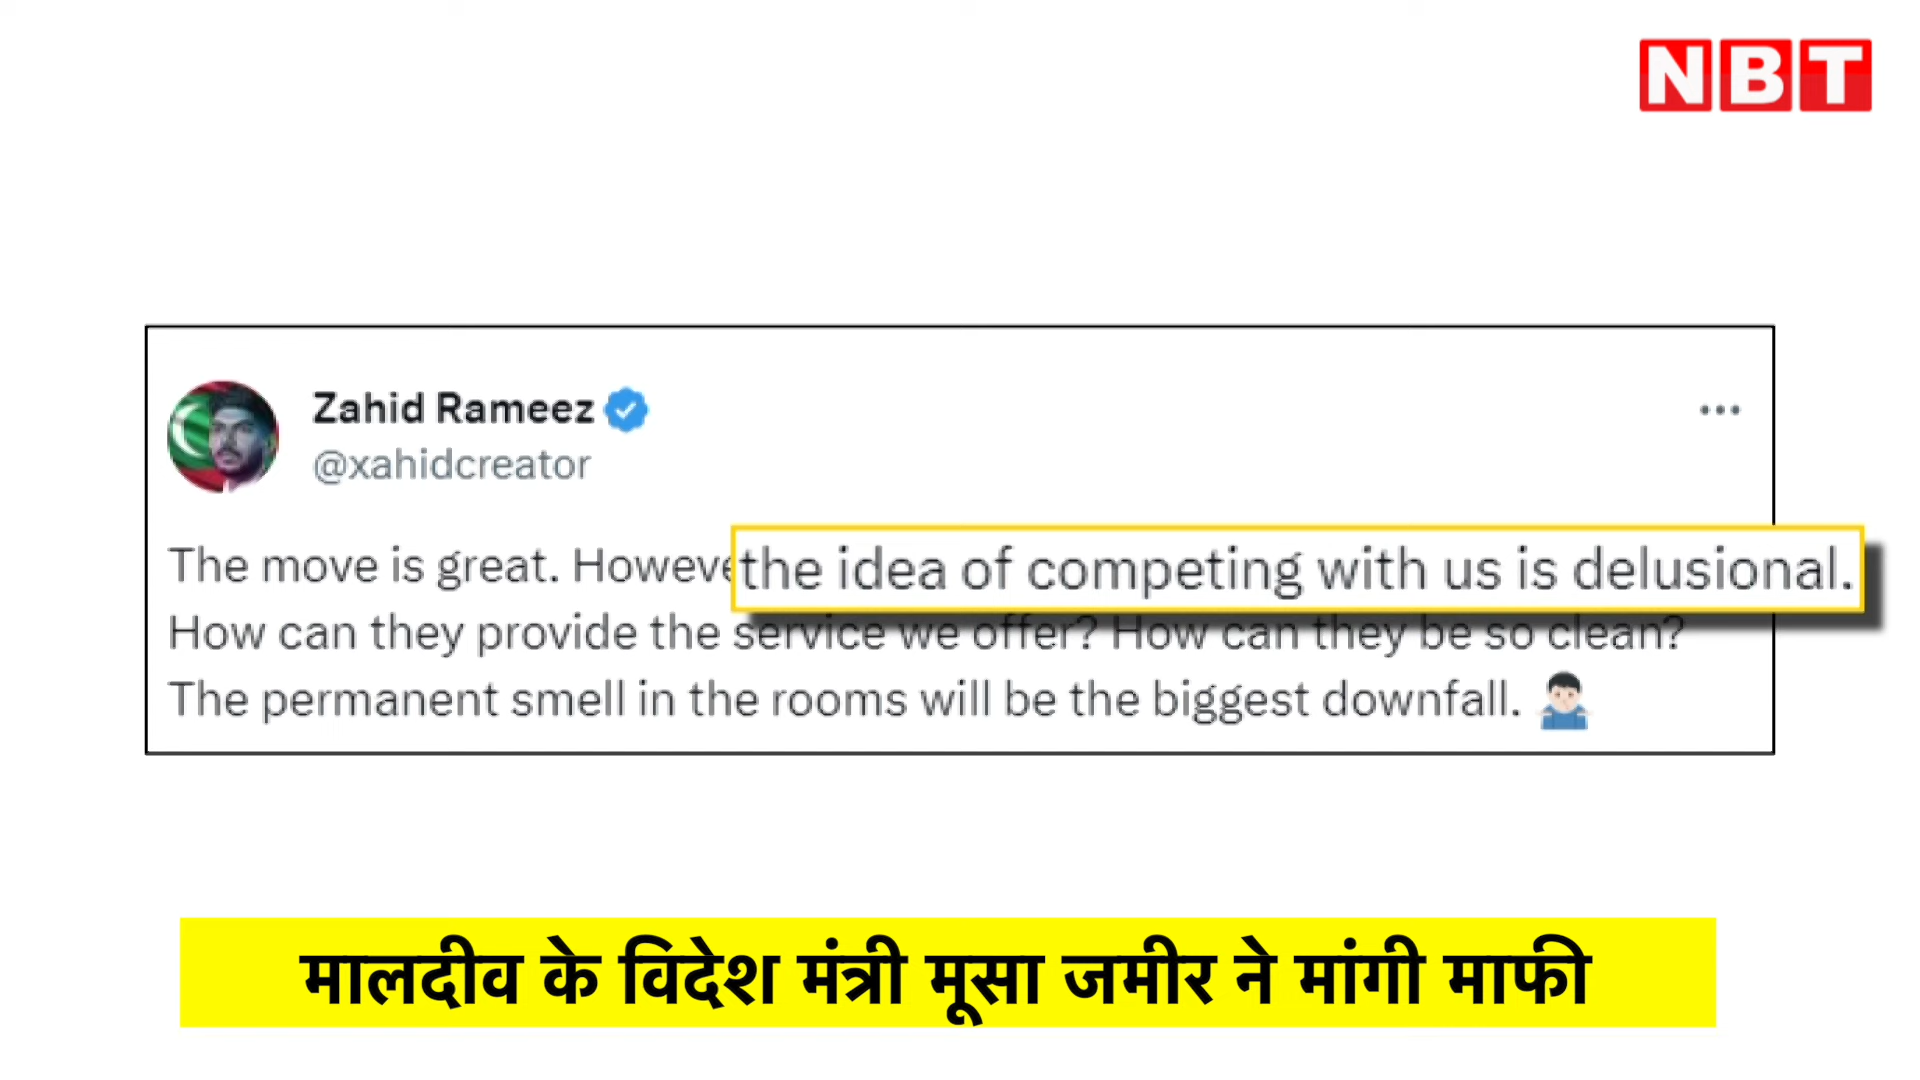 NBT
Zahid Rameez
@xahidcreator
The move is great. Howeve the idea of competing with us is delusional.
How can they provide the service we offer? How can they be so clean?
The permanent smell in the rooms will be the biggest downfall.
मालदीव के विदेश मंत्री मूसा जमीर ने मांगी माफी